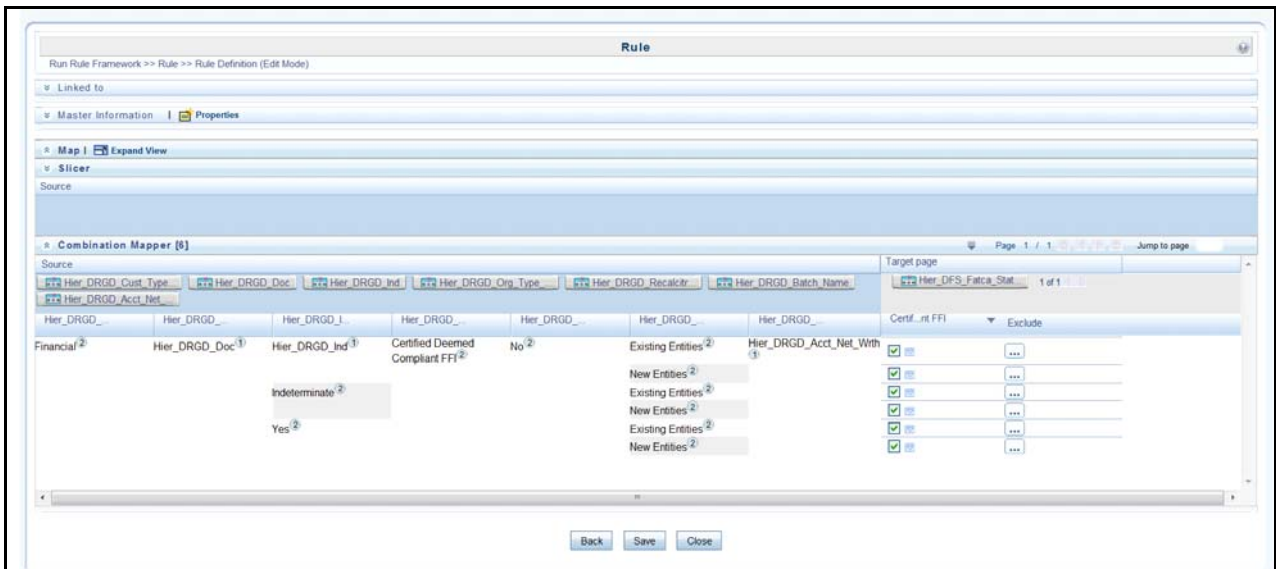 Rule
Run Rule Framework >> Rule >> Rule Definition (Edit Mode)
Linked to
Master Information | Properties
Map | Expand View
Slicer
Source
Combination Mapper [6] Page 1 / 1 Jump to page
Source Target page
Hier_DRGD_Cust_Type... Hier_DRGD_Doc Hier_DRGD_Ind Hier_DRGD_Org_Type_... Hier_DRGD_Recalcitr... Hier_DRGD_Batch_Name Hier_DFS_Fatca_Stat... 1 of 1
Hier_DRGD_Acct_Net_...
Hier_DRGD_... Hier_DRGD_... Hier_DRGD_I... Hier_DRGD_... Hier_DRGD_... Hier_DRGD_... Hier_DRGD_... Certif...nt FFI Exclude
Financial 2 Hier_DRGD_Doc 1 Hier_DRGD_Ind 1 Certified Deemed Compliant FFI 2 No 2 Existing Entities 2 Hier_DRGD_Acct_Net_Wrth 1 ...
New Entities 2 ...
Indeterminate 2 Existing Entities 2 ...
New Entities 2 ...
Yes 2 Existing Entities 2 ...
New Entities 2 ...
Back Save Close